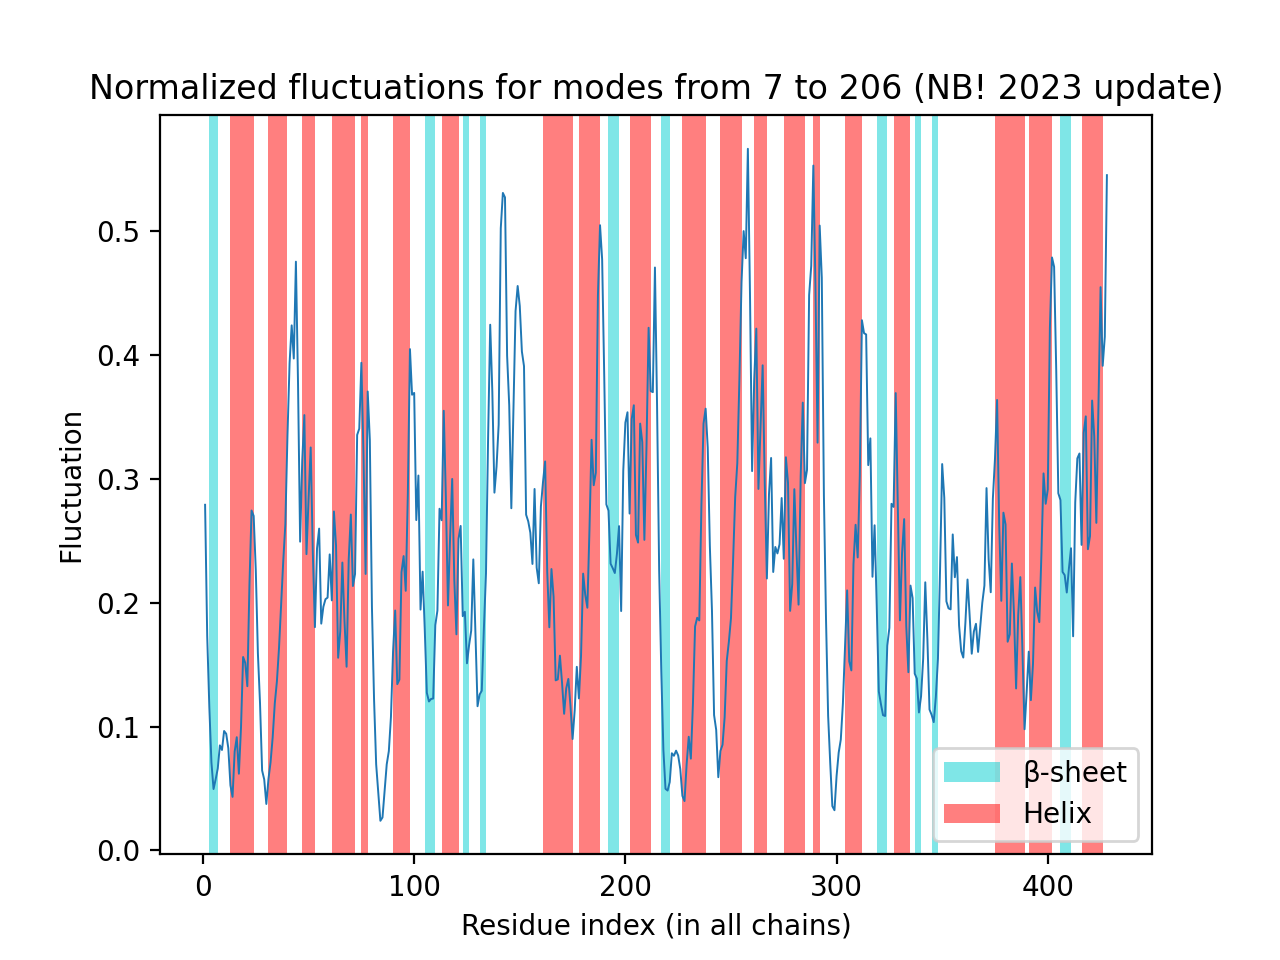 Normalized fluctuations for modes from 7 to 206 (NB! 2023 update)
0.5
0.4
0.3
0.2
0.1
0.0
Fluctuation
β-sheet
Helix
0 100 200 300 400
Residue index (in all chains)